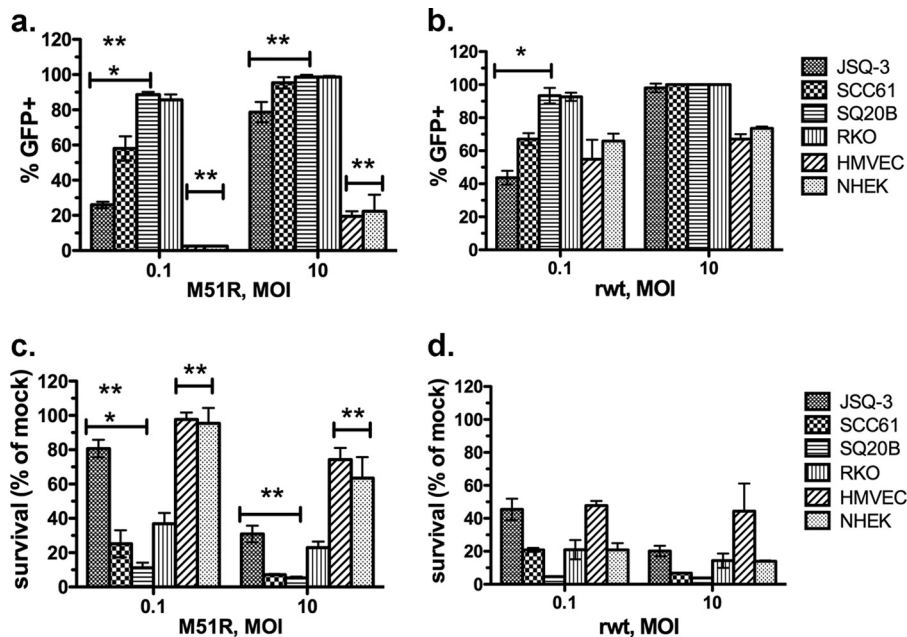 a.
% GFP+
120
100
80
60
40
20
0
**
*
**
**
**
0.1
10
M51R, MOI
b.
% GFP+
120
100
80
60
40
20
0
*
0.1
10
rwt, MOI
JSQ-3
SCC61
SQ20B
RKO
HMVEC
NHEK
c.
survival (% of mock)
120
100
80
60
40
20
0
**
*
**
**
**
0.1
10
M51R, MOI
d.
survival (% of mock)
120
100
80
60
40
20
0
0.1
10
rwt, MOI
JSQ-3
SCC61
SQ20B
RKO
HMVEC
NHEK